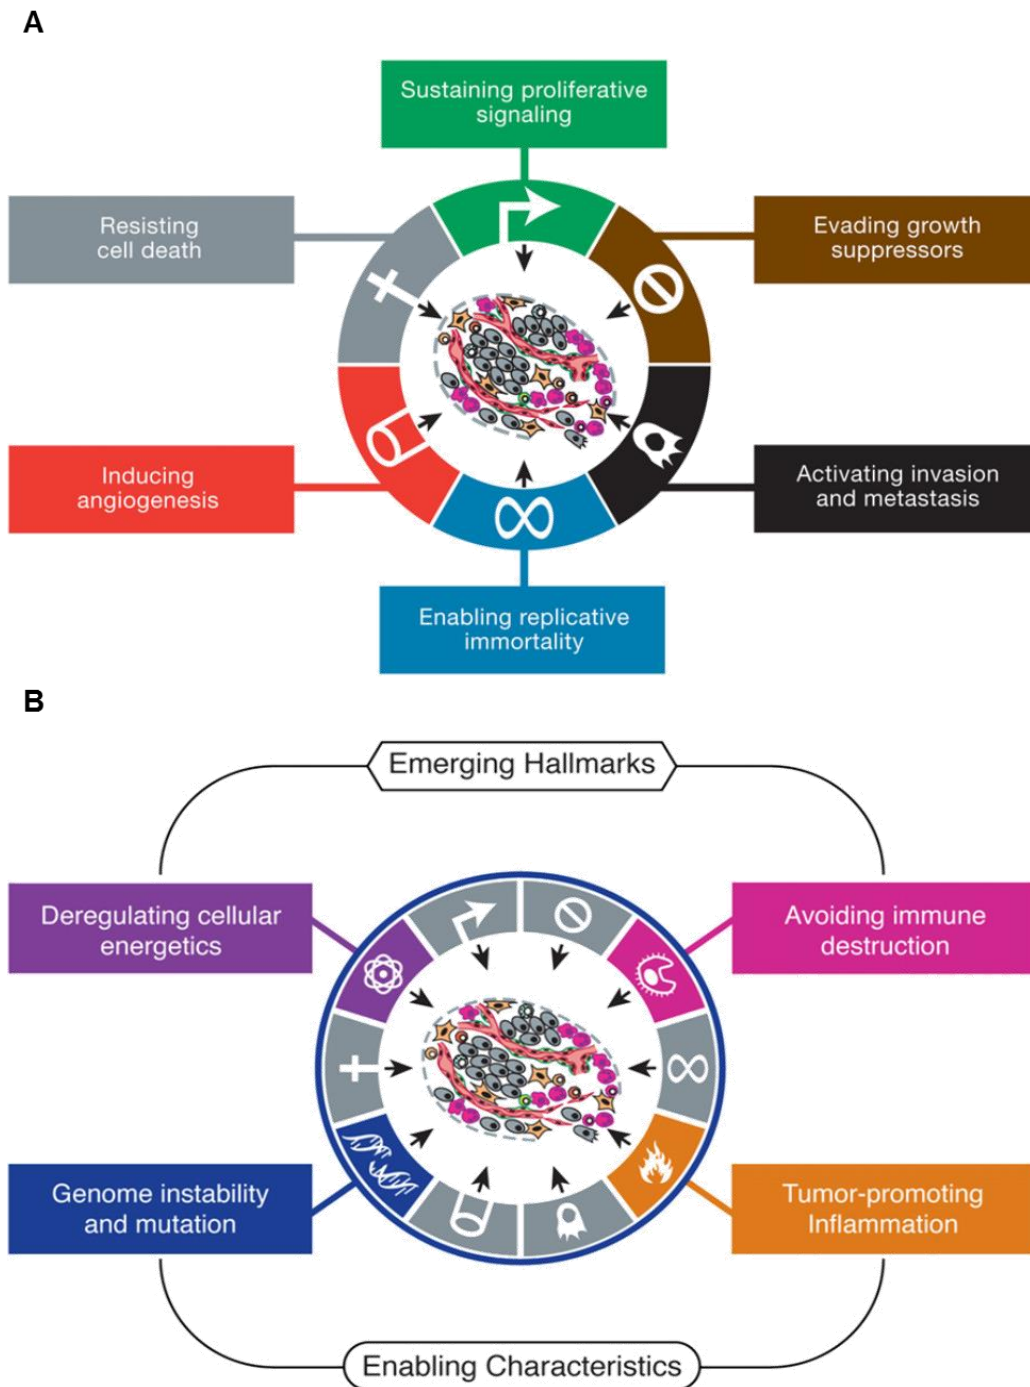 A
Sustaining proliferative
signaling
Resisting
cell death
Evading growth
suppressors
Inducing
angiogenesis
Activating invasion
and metastasis
Enabling replicative
immortality
B
Emerging Hallmarks
Deregulating cellular
energetics
Avoiding immune
destruction
Genome instability
and mutation
Tumor-promoting
Inflammation
Enabling Characteristics